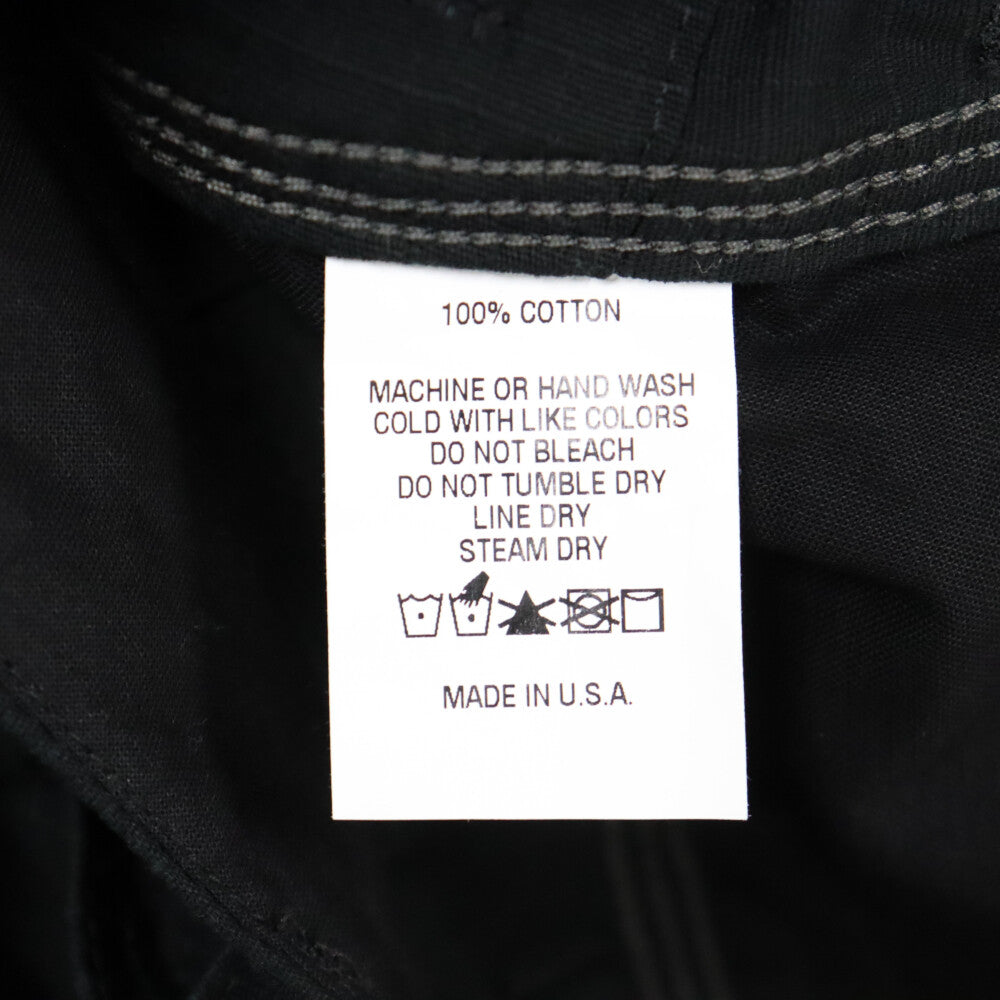 100% COTTON
MACHINE OR HAND WASH
COLD WITH LIKE COLORS
DO NOT BLEACH
DO NOT TUMBLE DRY
LINE DRY
STEAM DRY
MADE IN U.S.A.